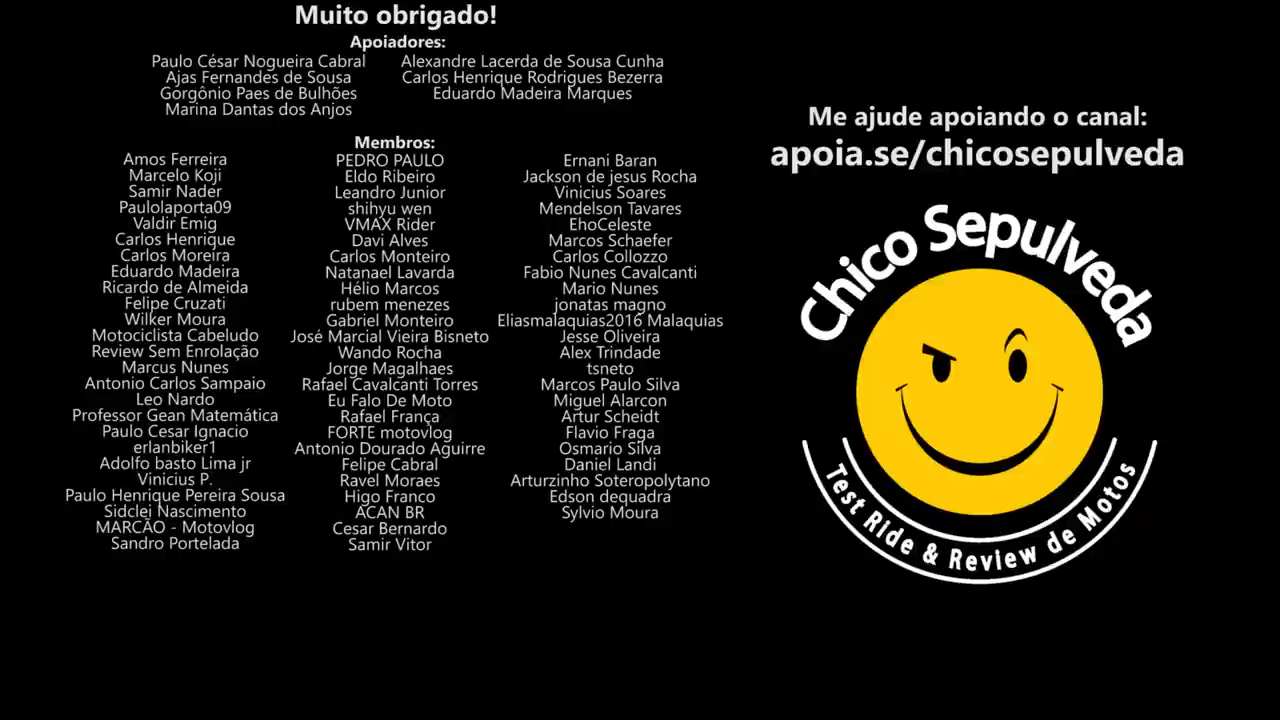 Muito obrigado!
Apoiadores:
Paulo César Nogueira Cabral
Ajas Fernandes de Sousa
Gorgônio Paes de Bulhões
Marina Dantas dos Anjos
Alexandre Lacerda de Sousa Cunha
Carlos Henrique Rodrigues Bezerra
Eduardo Madeira Marques
Membros:
Amos Ferreira
Marcelo Koji
Samir Nader
Paulolaporta09
Valdir Emig
Carlos Henrique
Carlos Moreira
Eduardo Madeira
Ricardo de Almeida
Felipe Cruzati
Wilker Moura
Motociclista Cabeludo
Review Sem Enrolação
Marcus Nunes
Antonio Carlos Sampaio
Leo Nardo
Professor Gean Matemática
Paulo Cesar Ignacio
erlanbiker1
Adolfo basto Lima jr
Vinicius P.
Paulo Henrique Pereira Sousa
Sidclei Nascimento
MARCÃO - Motovlog
Sandro Portelada
PEDRO PAULO
Eldo Ribeiro
Leandro Junior
shihyu wen
VMAX Rider
Davi Alves
Carlos Monteiro
Natanael Lavarda
Hélio Marcos
rubem menezes
Gabriel Monteiro
José Marcial Vieira Bisneto
Wando Rocha
Jorge Magalhaes
Rafael Cavalcanti Torres
Eu Falo De Moto
Rafael França
FORTE motovlog
Antonio Dourado Aguirre
Felipe Cabral
Ravel Moraes
Higo Franco
ACAN BR
Cesar Bernardo
Samir Vitor
Ernani Baran
Jackson de jesus Rocha
Vinicius Soares
Mendelson Tavares
EhoCeleste
Marcos Schaefer
Carlos Collozzo
Fabio Nunes Cavalcanti
Mario Nunes
jonatas magno
Eliasmalaquias2016 Malaquias
Jesse Oliveira
Alex Trindade
tsneto
Marcos Paulo Silva
Miguel Alarcon
Artur Scheidt
Flavio Fraga
Osmario Silva
Daniel Landi
Arturzinho Soteropolytano
Edson dequadra
Sylvio Moura
Me ajude apoiando o canal:
apoia.se/chicosepulveda
Chico Sepulveda
Test Ride & Review de Motos